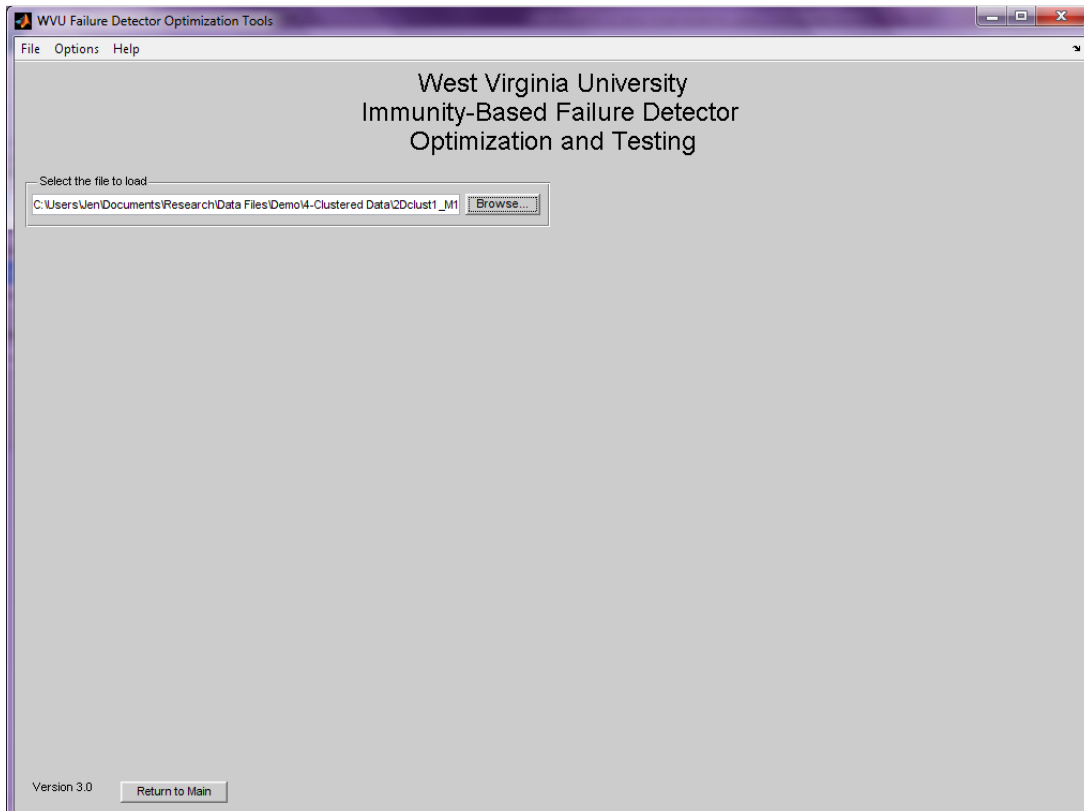 WVU Failure Detector Optimization Tools
File Options Help
West Virginia University
Immunity-Based Failure Detector
Optimization and Testing
Select the file to load
C:\Users\Jen\Documents\Research\Data Files\Demo\4-Clustered Data\2Dclust1_M1
Browse...
Version 3.0
Return to Main